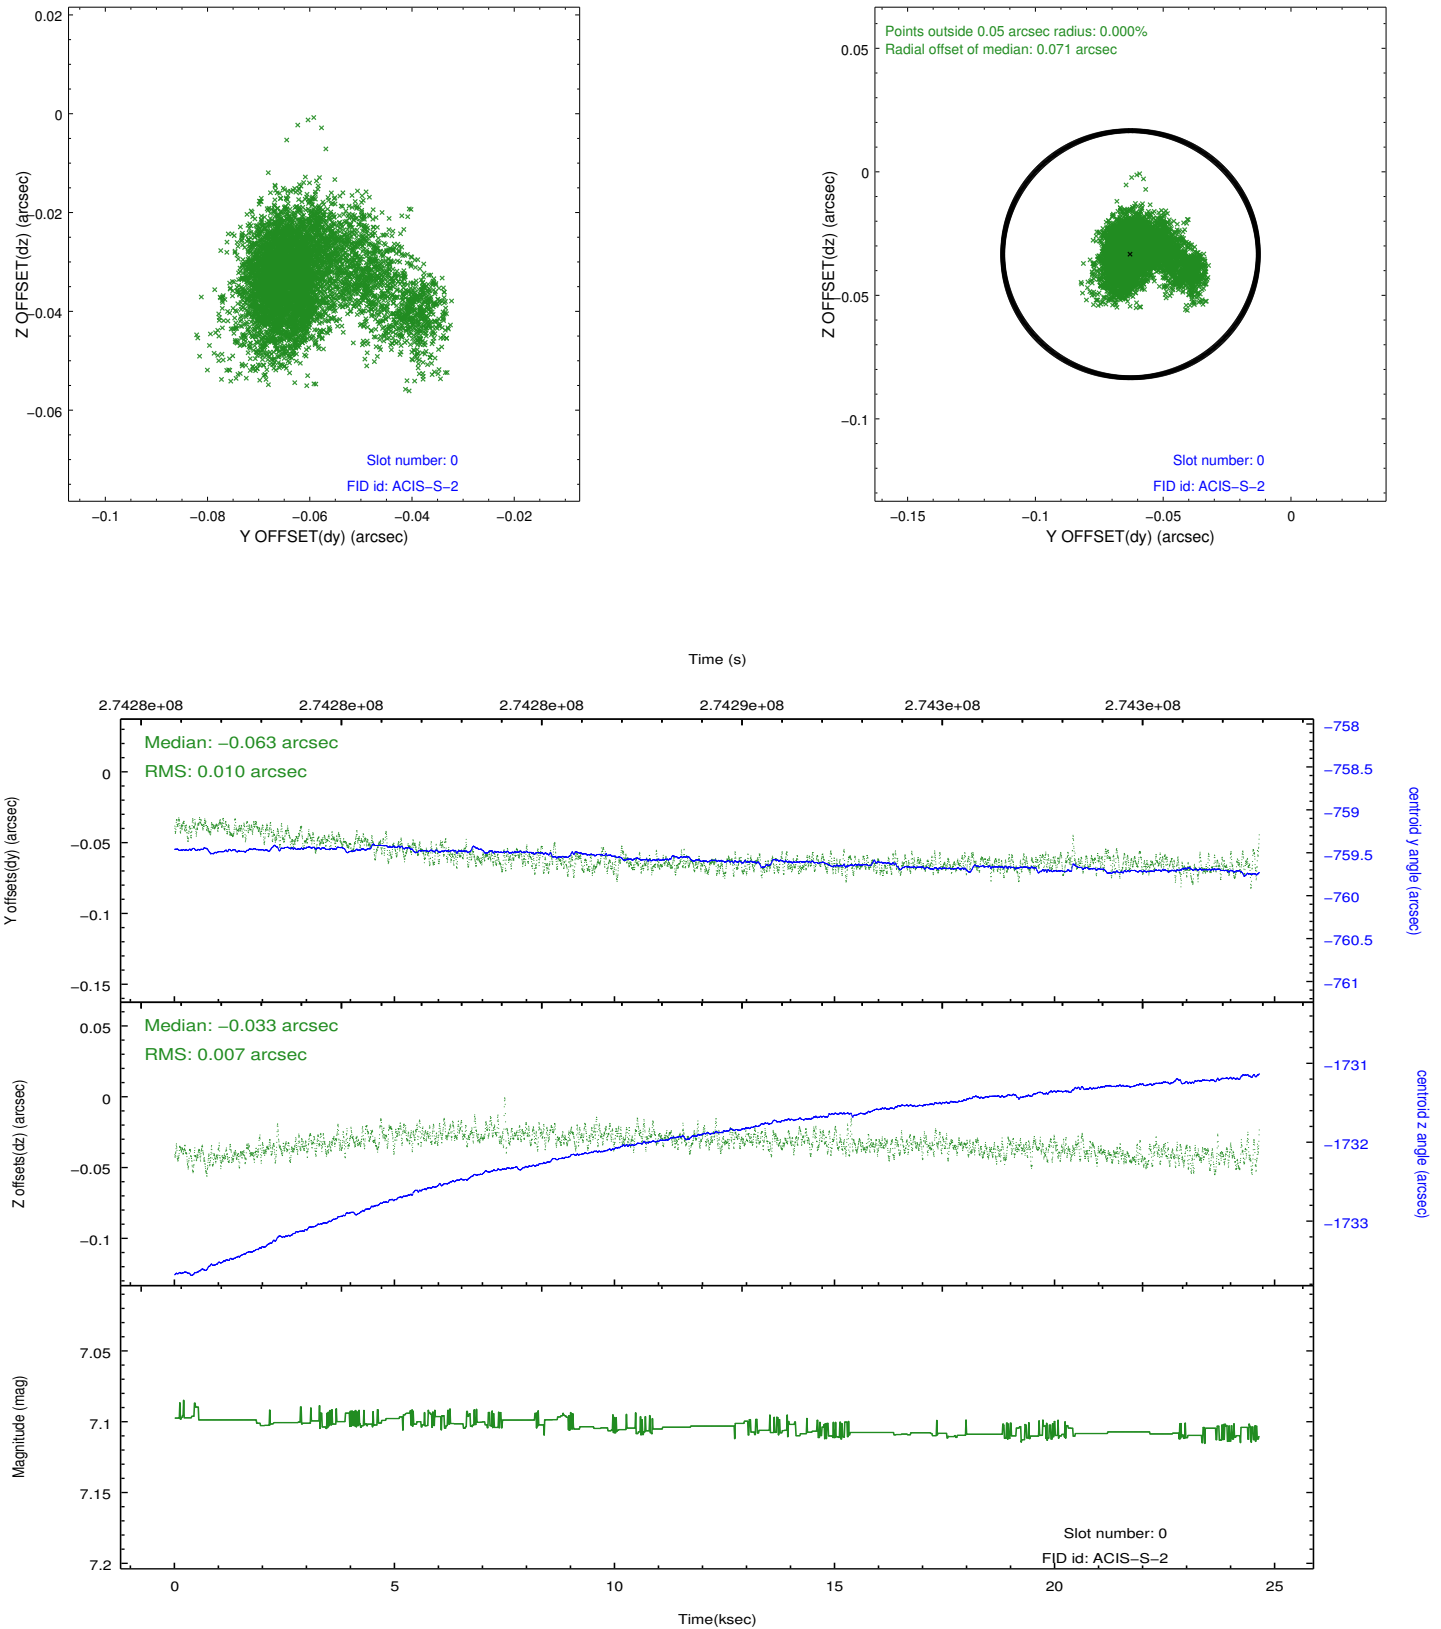 0.02
0
−0.02
−0.04
−0.06
Z OFFSET(dz) (arcsec)
Slot number: 0
FID id: ACIS−S−2
−0.1
−0.08
−0.06
−0.04
−0.02
Y OFFSET(dy) (arcsec)
Points outside 0.05 arcsec radius: 0.000%
Radial offset of median: 0.071 arcsec
0.05
0
−0.05
−0.1
Z OFFSET(dz) (arcsec)
Slot number: 0
FID id: ACIS−S−2
−0.15
−0.1
−0.05
0
Y OFFSET(dy) (arcsec)
Time (s)
2.7428e+08
2.7428e+08
2.7428e+08
2.7429e+08
2.743e+08
2.743e+08
Median: −0.063 arcsec
RMS: 0.010 arcsec
0
−0.05
−0.1
−0.15
Y offsets(dy) (arcsec)
−758
−758.5
−759
−759.5
−760
−760.5
−761
centroid y angle (arcsec)
Median: −0.033 arcsec
RMS: 0.007 arcsec
0.05
0
−0.05
−0.1
Z offsets(dz) (arcsec)
−1731
−1732
−1733
centroid z angle (arcsec)
7.05
7.1
7.15
7.2
Magnitude (mag)
Slot number: 0
FID id: ACIS−S−2
0
5
10
15
20
25
Time(ksec)